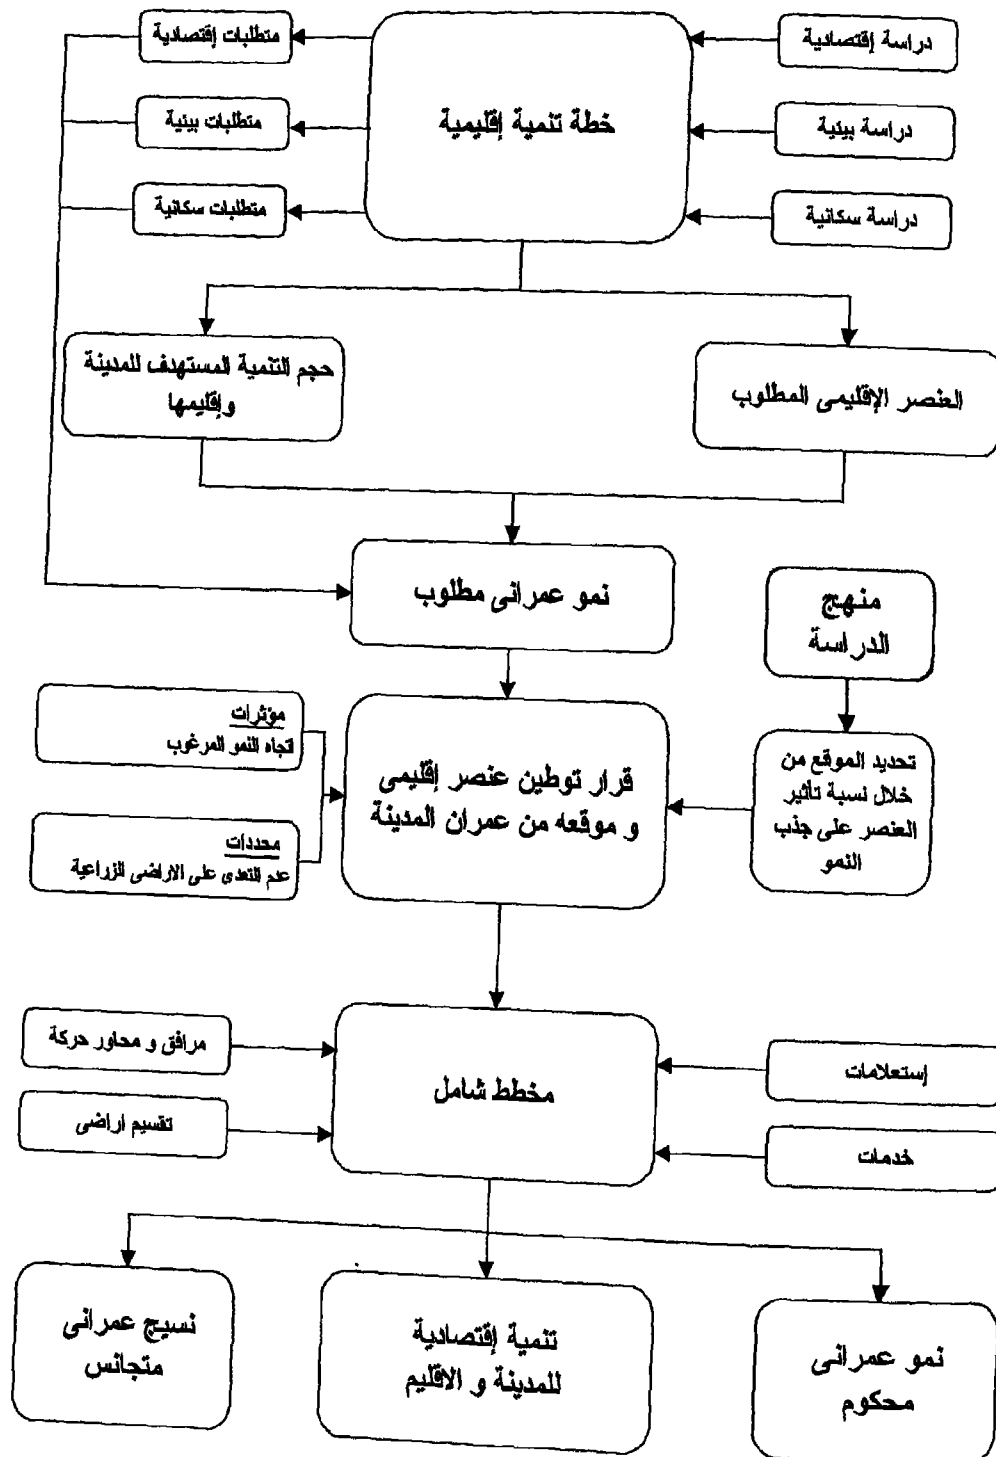 دراسة إقتصادية
متطلبات إقتصادية
خطة تنمية إقليمية
دراسة بيئية
متطلبات بيئية
دراسة سكانية
متطلبات سكانية
العنصر الإقليمى المطلوب
حجم التنمية المستهدف للمدينة
وإقليمها
نمو عمرانى مطلوب
منهج
الدراسة
تحديد الموقع من
خلال نسبة تأثير
العنصر على جذب
النمو
قرار توطين عنصر إقليمى
و موقعه من عمران المدينة
مؤثرات
اتجاه النمو المرغوب
محددات
عدم التعدى على الاراضى الزراعية
مخطط شامل
إستعلامات
خدمات
مرافق و محاور حركة
تقسيم اراضى
نمو عمرانى
محكوم
تنمية إقتصادية
للمدينة و الاقليم
نسيج عمرانى
متجانس